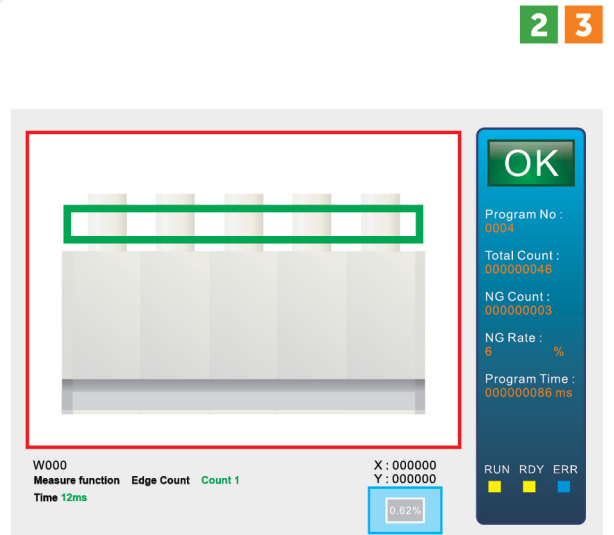 2 3
OK
Program No :
0004
Total Count :
000000046
NG Count :
000000003
NG Rate :
6 %
Program Time :
000000086 ms
RUN RDY ERR
W000
Measure function Edge Count Count 1
Time 12ms
X : 000000
Y : 000000
0.62%